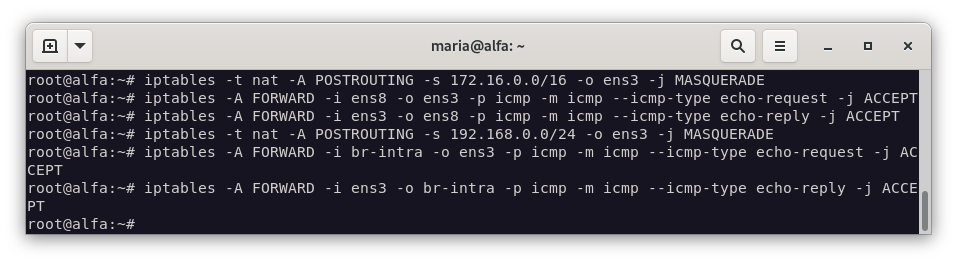 maria@alfa: ~
root@alfa:~# iptables -t nat -A POSTROUTING -s 172.16.0.0/16 -o ens3 -j MASQUERADE
root@alfa:~# iptables -A FORWARD -i ens8 -o ens3 -p icmp -m icmp --icmp-type echo-request -j ACCEPT
root@alfa:~# iptables -A FORWARD -i ens3 -o ens8 -p icmp -m icmp --icmp-type echo-reply -j ACCEPT
root@alfa:~# iptables -t nat -A POSTROUTING -s 192.168.0.0/24 -o ens3 -j MASQUERADE
root@alfa:~# iptables -A FORWARD -i br-intra -o ens3 -p icmp -m icmp --icmp-type echo-request -j AC
CEPT
root@alfa:~# iptables -A FORWARD -i ens3 -o br-intra -p icmp -m icmp --icmp-type echo-reply -j ACCE
PT
root@alfa:~#